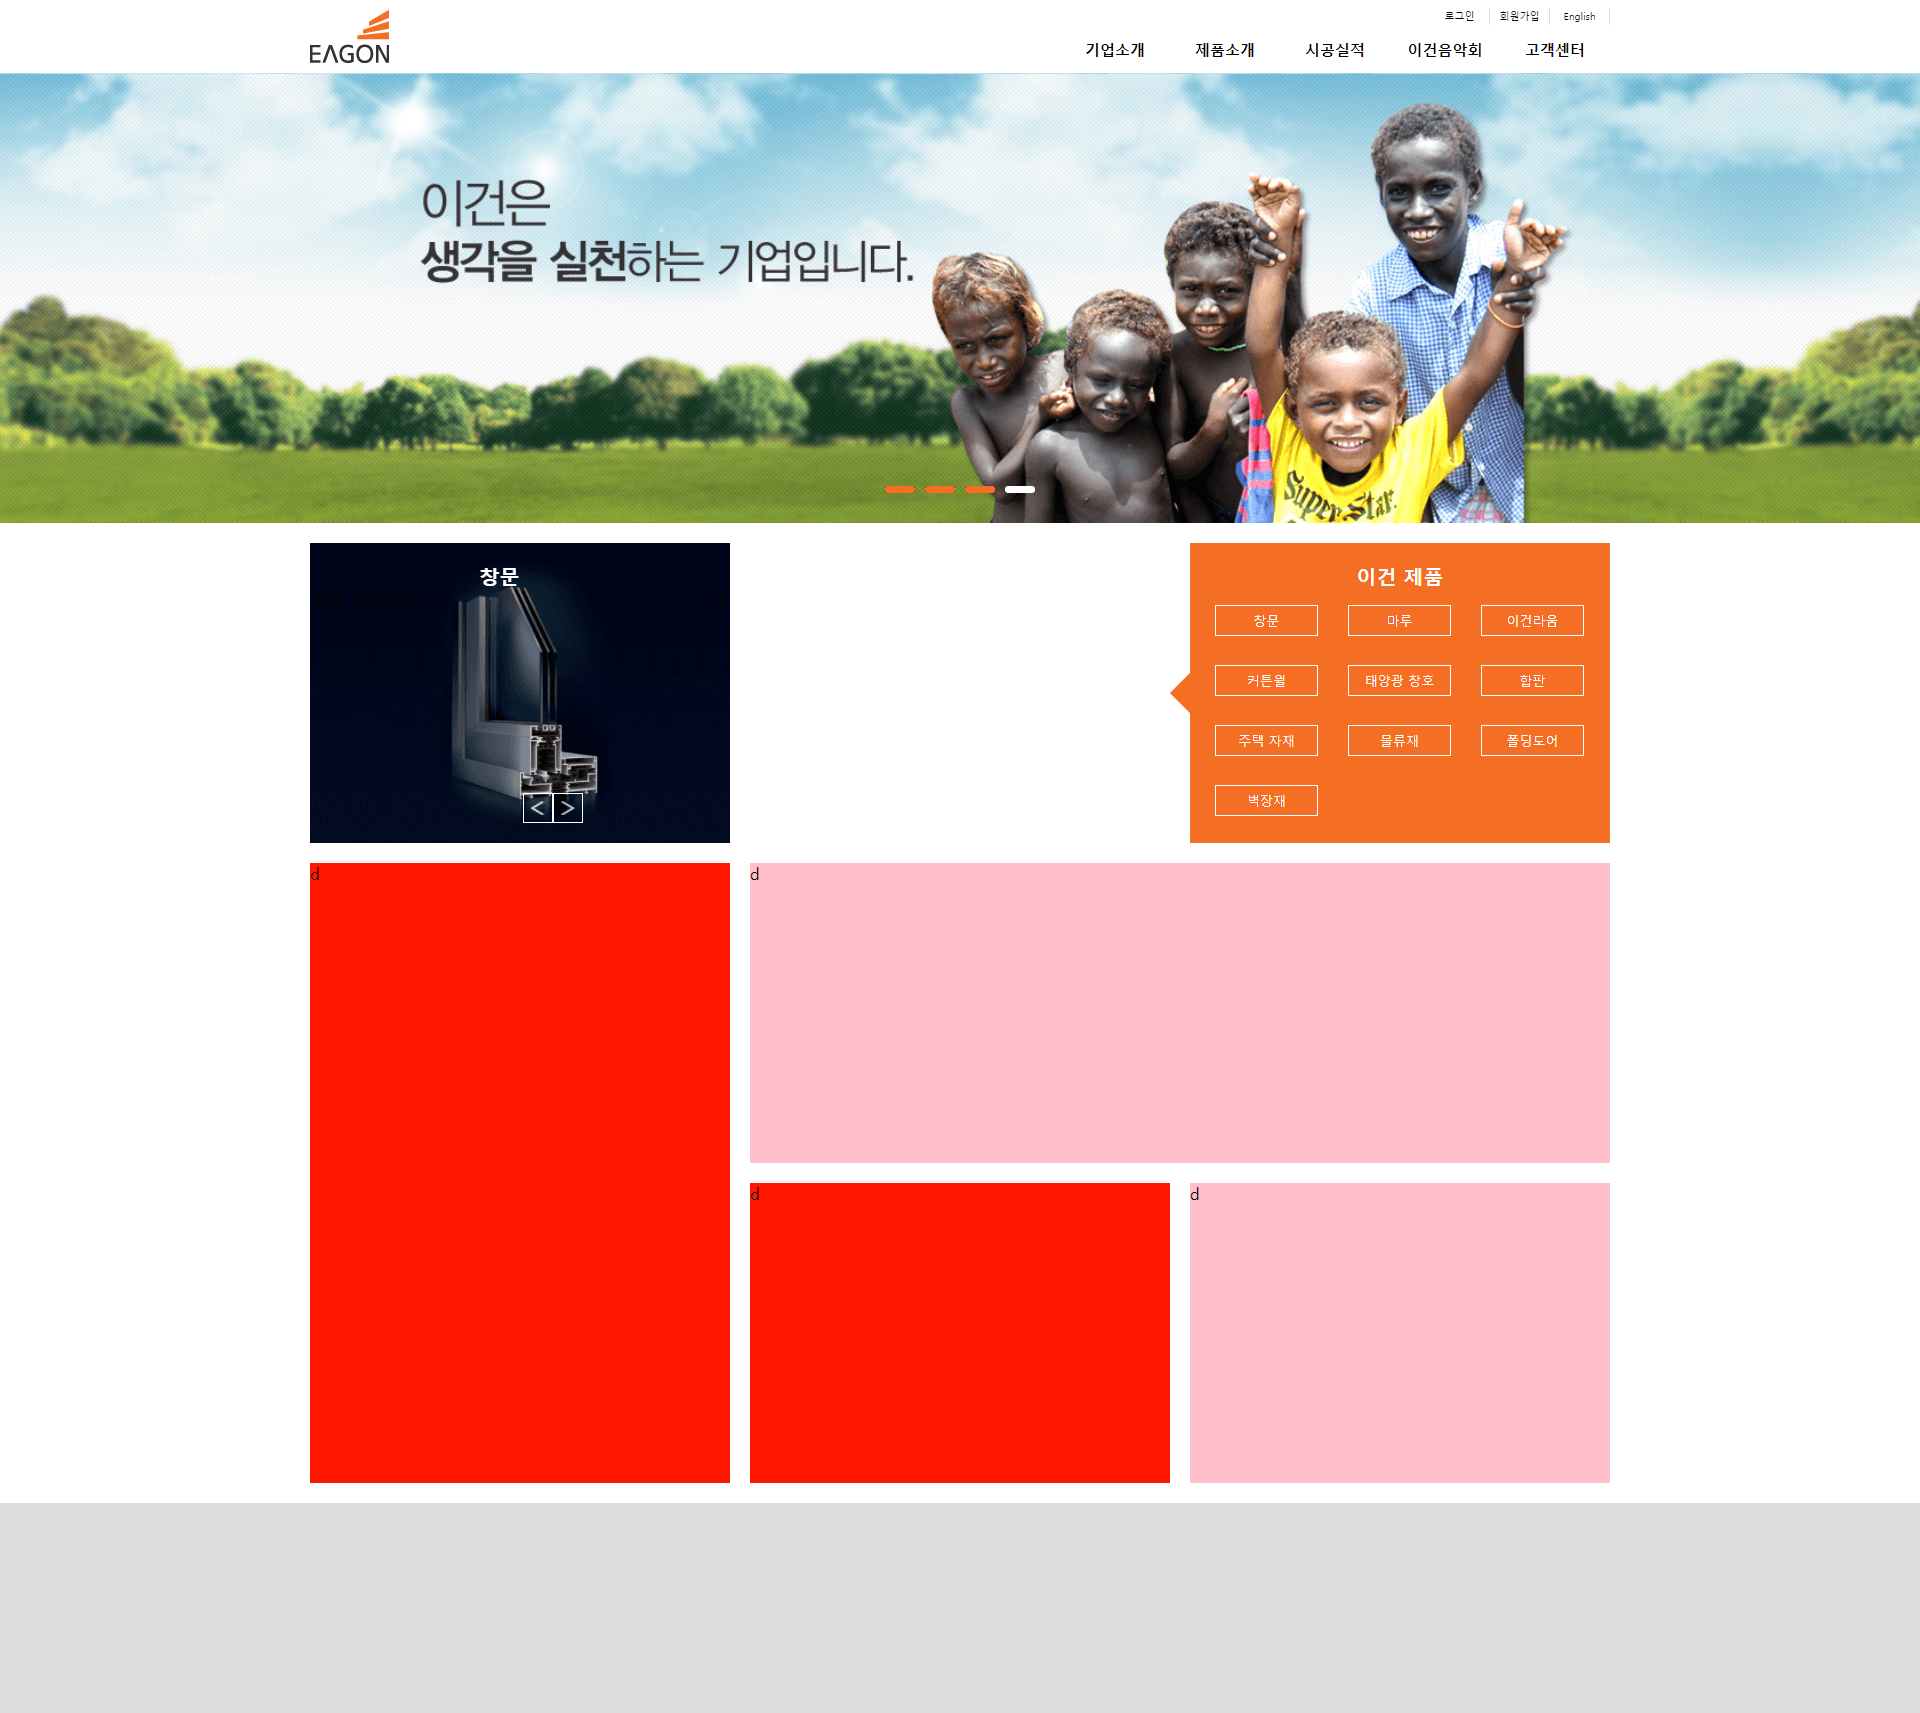 로그인 회원가입 English
EAGON
기업소개 제품소개 시공실적 이건음악회 고객센터
이건은
생각을 실천하는 기업입니다.
Super Star.
창문
< >
이건 제품
창문 마루 이건라움
커튼월 태양광 창호 합판
주택 자재 물류재 폴딩도어
벽장재
d
d
d
d